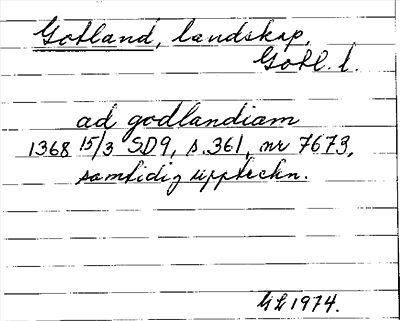 Gotland, landskap,
Gotl. l.
ad godlandiam
1368 15/3 SD9, s.361, nr 7673,
samtidig uppteckn.
GL 1974.